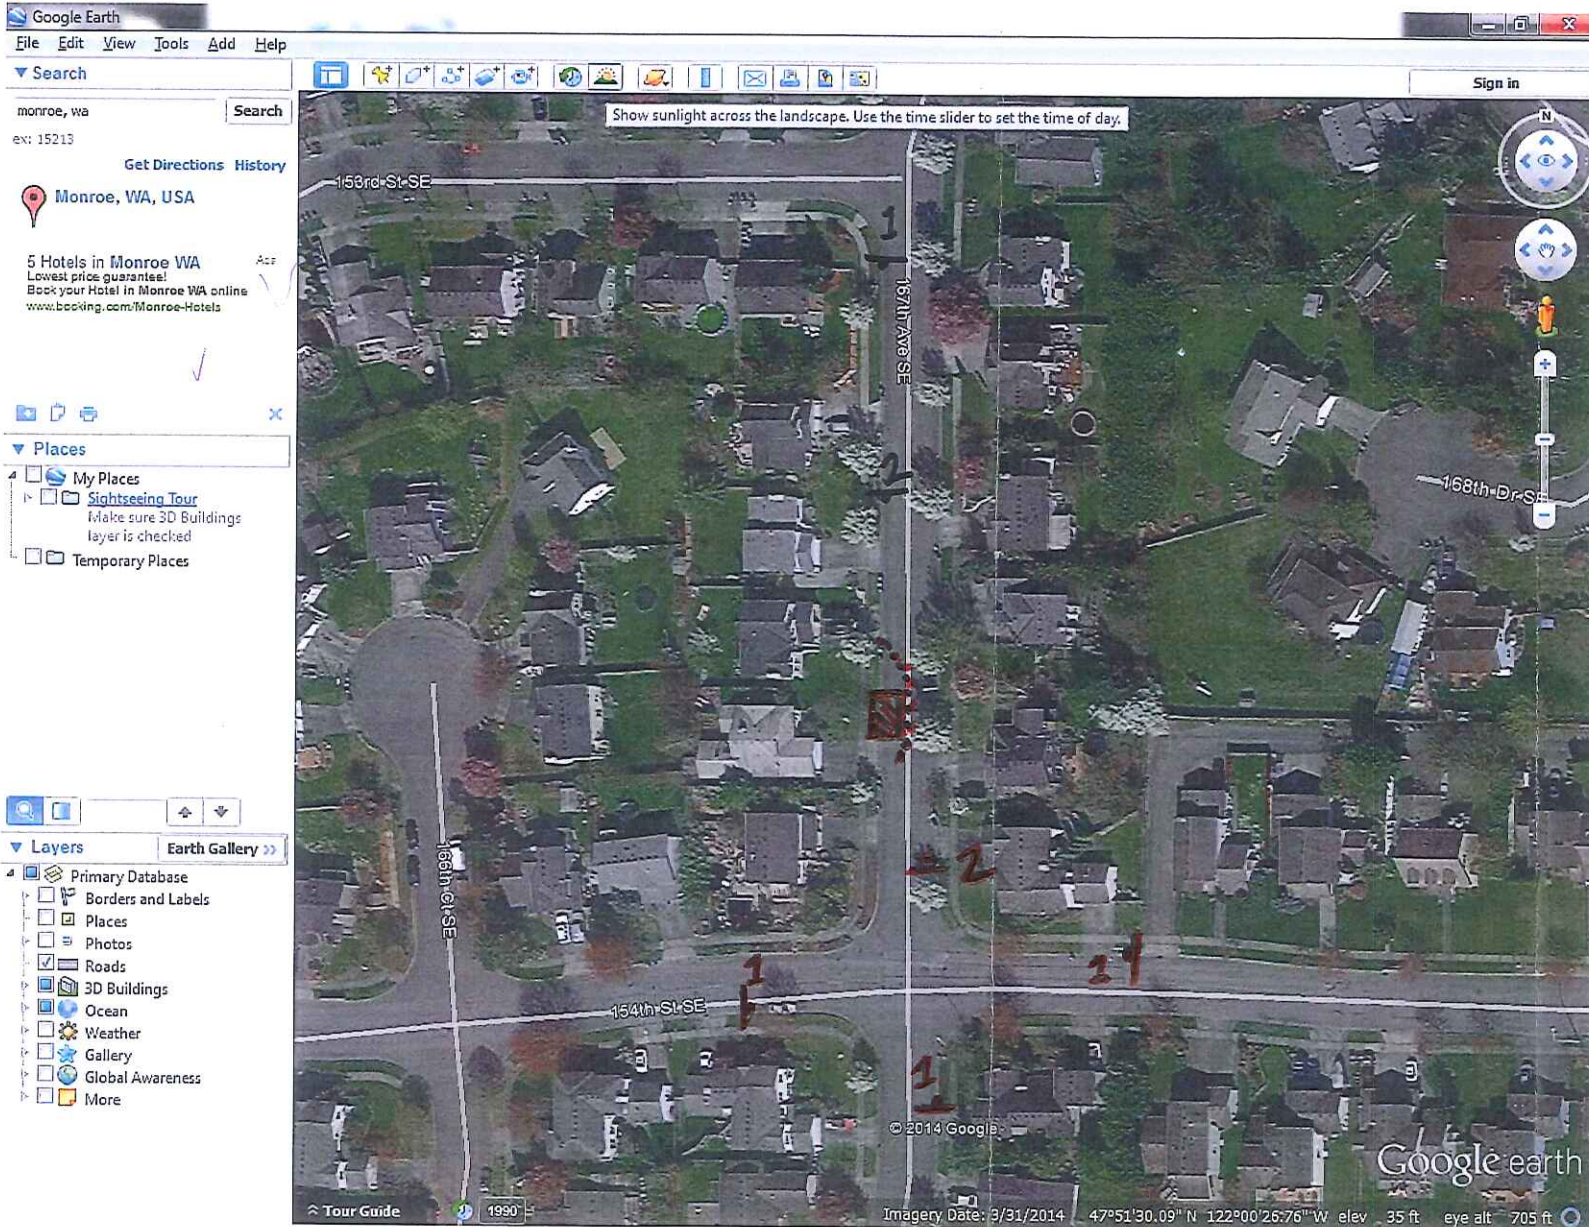 Google Earth
File Edit View Tools Add Help
Search
monroe, wa
Search
ex: 15213
Get Directions History
Monroe, WA, USA
5 Hotels in Monroe WA
Lowest price guarantee!
Book your Hotel in Monroe WA online
www.booking.com/Monroe-Hotels
Places
My Places
Sightseeing Tour
Make sure 3D Buildings
layer is checked
Temporary Places
Layers
Earth Gallery >>
Primary Database
Borders and Labels
Places
Photos
Roads
3D Buildings
Ocean
Weather
Gallery
Global Awareness
More
Sign in
Show sunlight across the landscape. Use the time slider to set the time of day.
N
153rd St SE
1
167th Ave SE
2
168th Dr SE
166th Ct SE
2
1
1
154th St SE
1
© 2014 Google
Google earth
Tour Guide
1990
Imagery Date: 3/31/2014 47°51'30.09" N 122°00'26.76" W elev 35 ft eye alt 705 ft